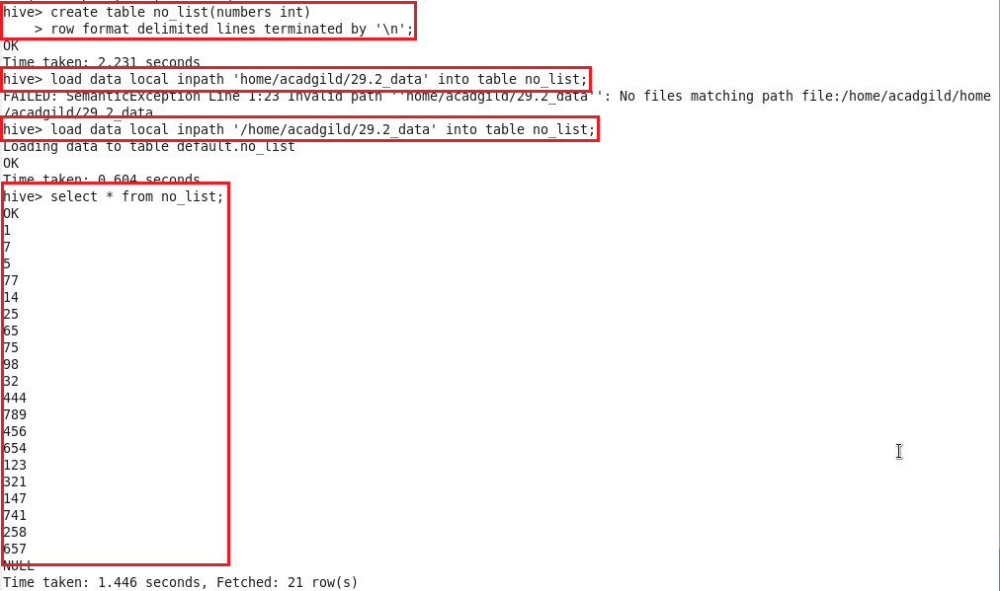 hive> create table no_list(numbers int)
    > row format delimited lines terminated by '\n';
OK
Time taken: 2.231 seconds
hive> load data local inpath 'home/acadgild/29.2_data' into table no_list;
FAILED: SemanticException Line 1:23 Invalid path ''home/acadgild/29.2_data'': No files matching path file:/home/acadgild/home
/acadgild/29.2_data
hive> load data local inpath '/home/acadgild/29.2_data' into table no_list;
Loading data to table default.no_list
OK
Time taken: 0.604 seconds
hive> select * from no_list;
OK
1
7
5
77
14
25
65
75
98
32
444
789
456
654
123
321
147
741
258
657
NULL
Time taken: 1.446 seconds, Fetched: 21 row(s)